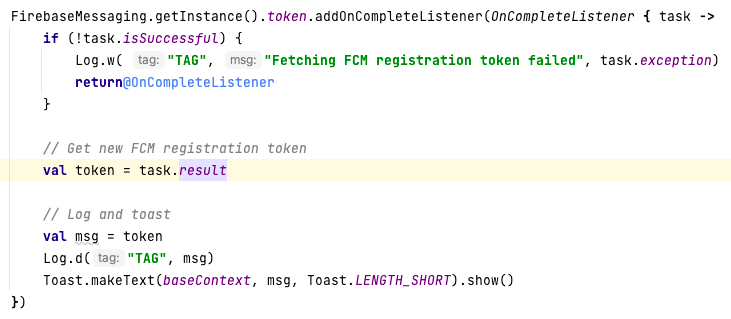 FirebaseMessaging.getInstance().token.addOnCompleteListener(OnCompleteListener { task ->
    if (!task.isSuccessful) {
        Log.w( tag: "TAG", msg: "Fetching FCM registration token failed", task.exception)
        return@OnCompleteListener
    }

    // Get new FCM registration token
    val token = task.result

    // Log and toast
    val msg = token
    Log.d( tag: "TAG", msg)
    Toast.makeText(baseContext, msg, Toast.LENGTH_SHORT).show()
})